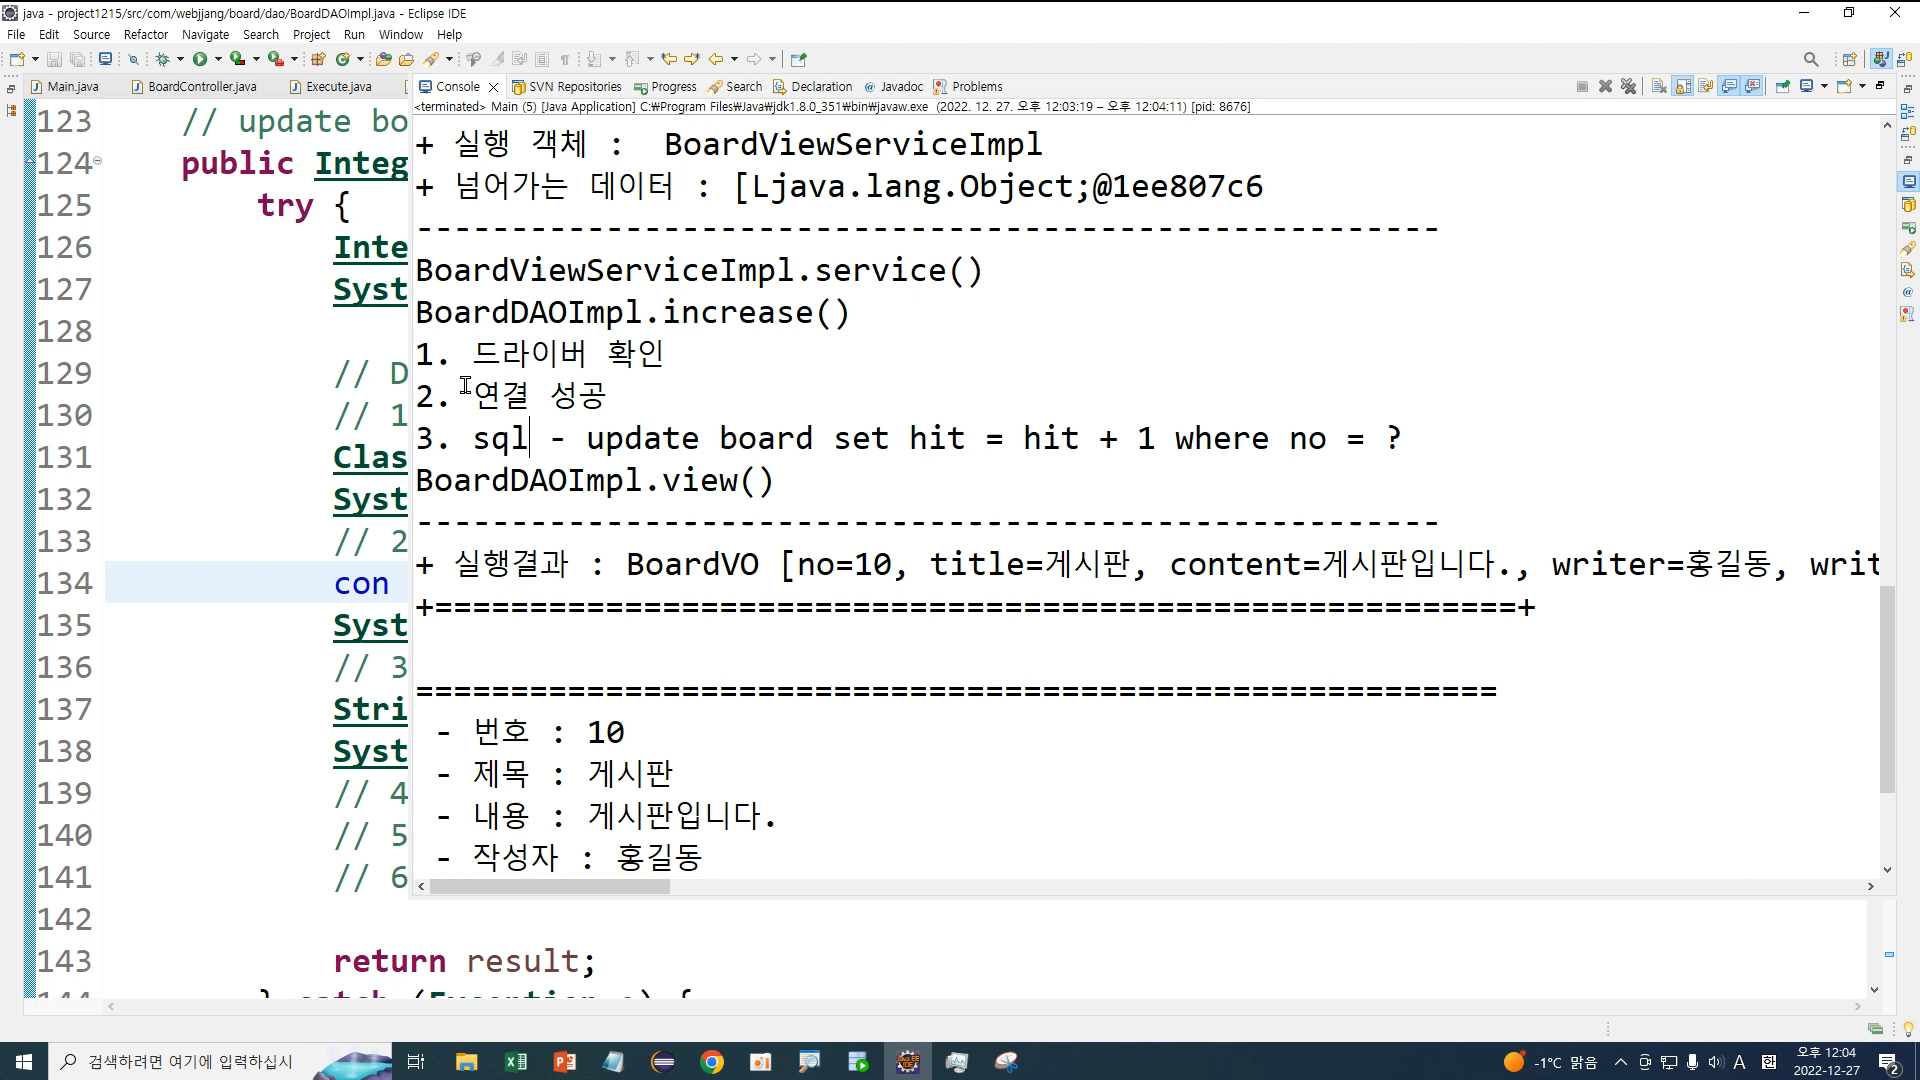 java - project1215/src/com/webjjang/board/dao/BoardDAOImpl.java - Eclipse IDE
File Edit Source Refactor Navigate Search Project Run Window Help
Main.java BoardController.java Execute.java
Console SVN Repositories Progress Search Declaration Javadoc Problems
<terminated> Main (5) [Java Application] C:₩Program Files₩Java₩jdk1.8.0_351₩bin₩javaw.exe (2022. 12. 27. 오후 12:03:19 – 오후 12:04:11) [pid: 8676]
123 // update bo
124 public Integ
125 try {
126 Inte
127 Syst
128
129 // D
130 // 1
131 Clas
132 Syst
133 // 2
134 con
135 Syst
136 // 3
137 Stri
138 Syst
139 // 4
140 // 5
141 // 6
142
143 return result;
144 } catch (Exception e) {
+ 실행 객체 : BoardViewServiceImpl
+ 넘어가는 데이터 : [Ljava.lang.Object;@1ee807c6
------------------------------------------------------
BoardViewServiceImpl.service()
BoardDAOImpl.increase()
1. 드라이버 확인
2. 연결 성공
3. sql - update board set hit = hit + 1 where no = ?
BoardDAOImpl.view()
------------------------------------------------------
+ 실행결과 : BoardVO [no=10, title=게시판, content=게시판입니다., writer=홍길동, writ
+=========================================================+
=========================================================
- 번호 : 10
- 제목 : 게시판
- 내용 : 게시판입니다.
- 작성자 : 홍길동
검색하려면 여기에 입력하십시
-1°C 맑음
A 한
오후 12:04
2022-12-27
2